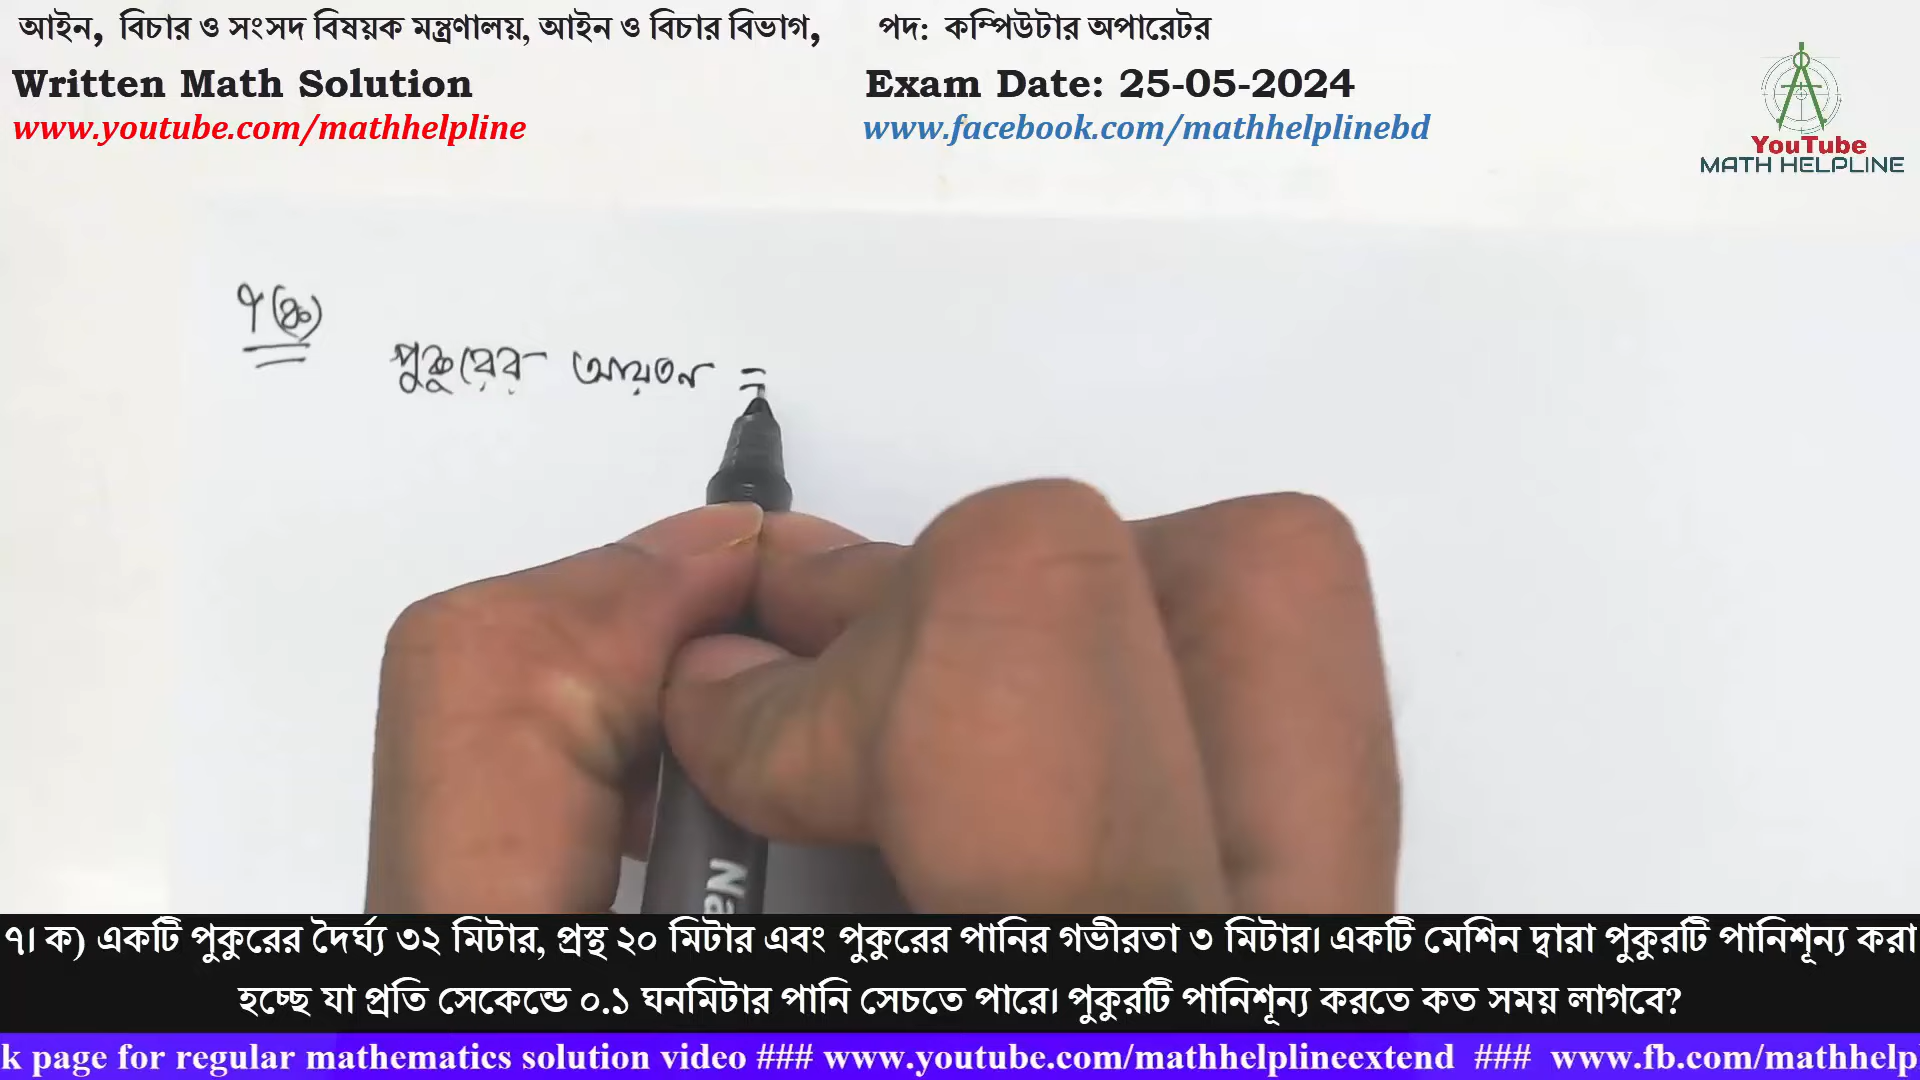 আইন, বিচার ও সংসদ বিষয়ক মন্ত্রণালয়, আইন ও বিচার বিভাগ, পদ: কম্পিউটার অপারেটর
Written Math Solution Exam Date: 25-05-2024
www.youtube.com/mathhelpline www.facebook.com/mathhelplinebd
YouTube
MATH HELPLINE
৭(ক)
পুকুরের আয়তন =
Na
৭। ক) একটি পুকুরের দৈর্ঘ্য ৩২ মিটার, প্রস্থ ২০ মিটার এবং পুকুরের পানির গভীরতা ৩ মিটার। একটি মেশিন দ্বারা পুকুরটি পানিশূন্য করা
হচ্ছে যা প্রতি সেকেন্ডে ০.১ ঘনমিটার পানি সেচতে পারে। পুকুরটি পানিশূন্য করতে কত সময় লাগবে?
k page for regular mathematics solution video ### www.youtube.com/mathhelplineextend ### www.fb.com/mathhelp